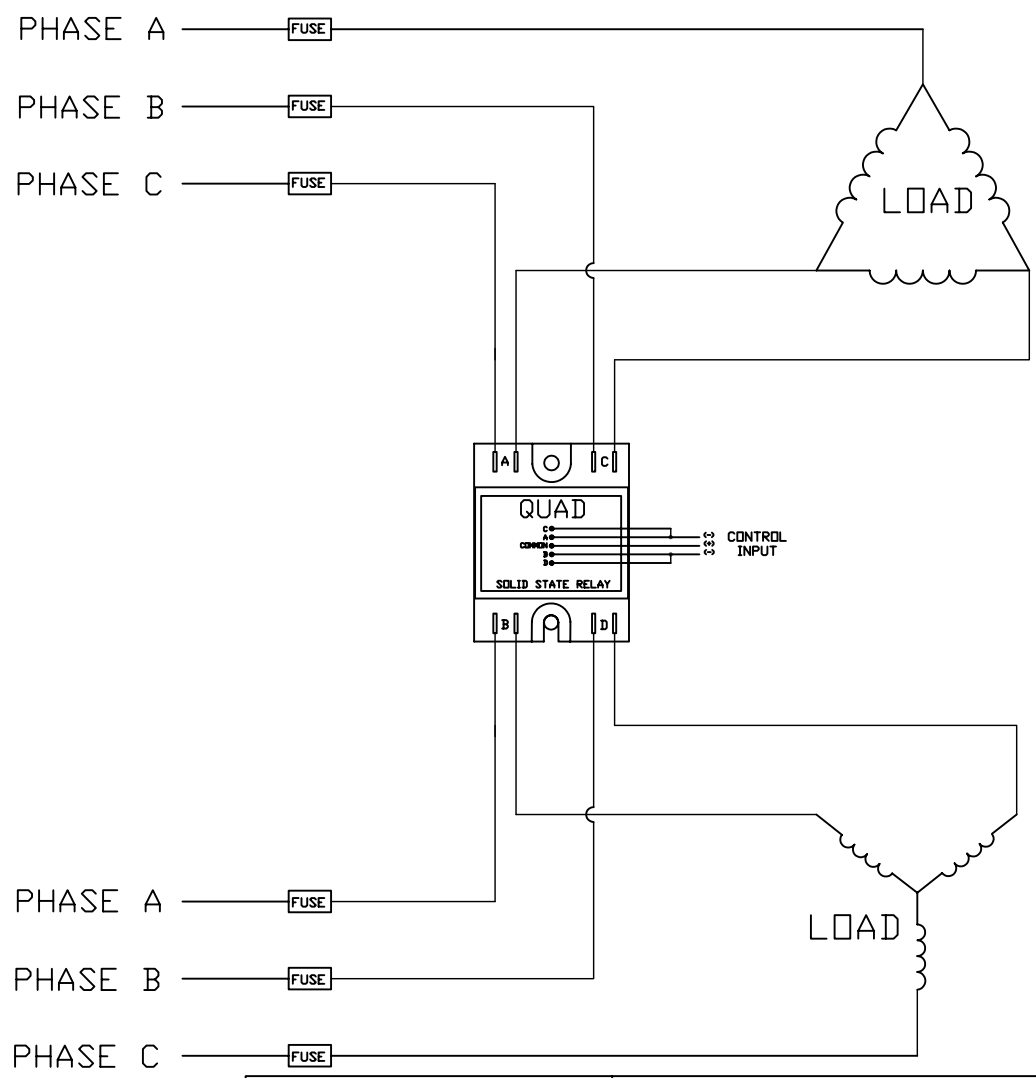 PHASE A
FUSE
PHASE B
FUSE
PHASE C
FUSE
LOAD
A
C
QUAD
C
A
COMMON
B
D
(-)
(+)
(-)
CONTROL
INPUT
SOLID STATE RELAY
B
D
PHASE A
FUSE
LOAD
PHASE B
FUSE
PHASE C
FUSE